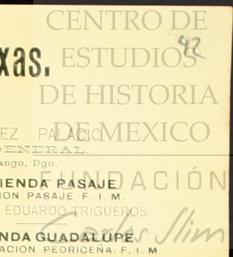 CENTRO DE
ESTUDIOS
42
xas.
DE HISTORIA
DE MEXICO
EZ PALACIO
GENERAL.
ango, Dgo.
IENDA PASAJE
ION PASAJE F. I M.
FUNDACIÓN
EDUARDO TRIGUEROS
Carlos Slim
NDA GUADALUPE
ACION PEDRICEÑA, F. I. M.